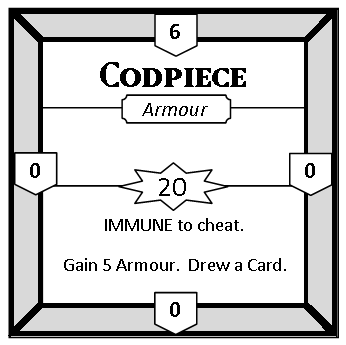 6
CODPIECE
Armour
0 0
20
IMMUNE to cheat.
Gain 5 Armour. Drew a Card.
0